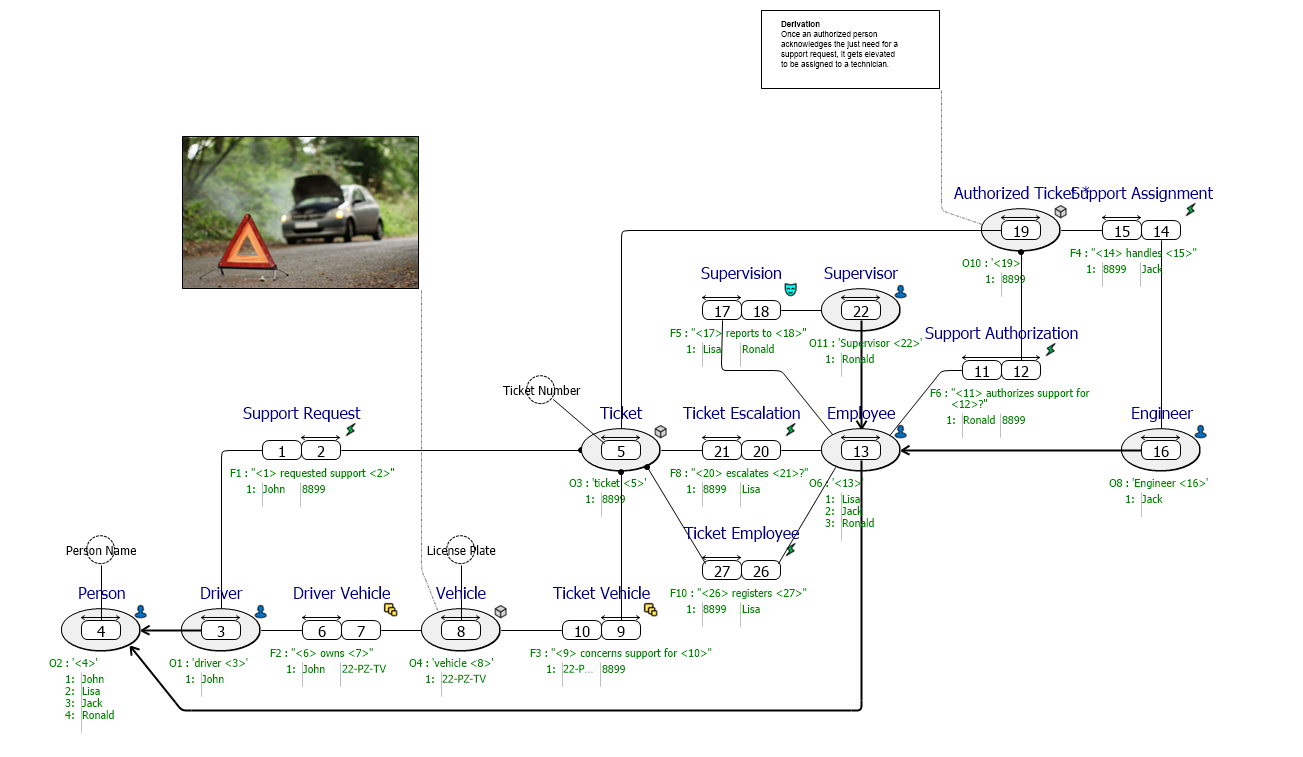 Derivation
Once an authorized person
acknowledges the just need for a
support request, it gets elevated
to be assigned to a technician.
Authorized Ticket *
Support Assignment
19
15
14
O10 : '<19>
1: 8899
F4 : "<14> handles <15>"
1: 8899 Jack
Supervision
Supervisor
17
18
22
F5 : "<17> reports to <18>"
1: Lisa Ronald
O11 : 'Supervisor <22>'
1: Ronald
Support Authorization
11
12
F6 : "<11> authorizes support for
<12>?"
1: Ronald 8899
Ticket Number
Support Request
1
2
F1 : "<1> requested support <2>"
1: John 8899
Ticket
5
O3 : 'ticket <5>'
1: 8899
Ticket Escalation
21
20
F8 : "<20> escalates <21>?"
1: 8899 Lisa
Employee
13
O6 : '<13>'
1: Lisa
2: Jack
3: Ronald
Engineer
16
O8 : 'Engineer <16>'
1: Jack
Ticket Employee
27
26
F10 : "<26> registers <27>"
1: 8899 Lisa
Person Name
License Plate
Person
4
O2 : '<4>'
1: John
2: Lisa
3: Jack
4: Ronald
Driver
3
O1 : 'driver <3>'
1: John
Driver Vehicle
6
7
F2 : "<6> owns <7>"
1: John 22-PZ-TV
Vehicle
8
O4 : 'vehicle <8>'
1: 22-PZ-TV
Ticket Vehicle
10
9
F3 : "<9> concerns support for <10>"
1: 22-P... 8899